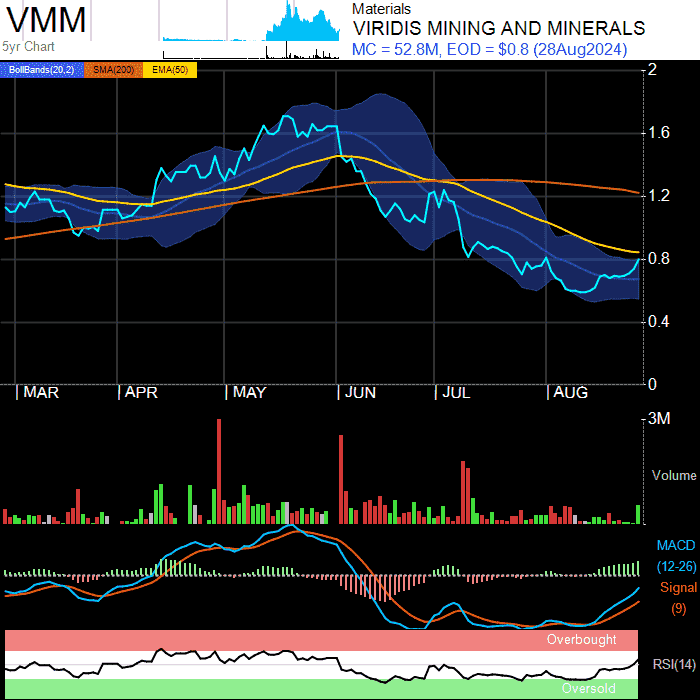 VMM
5yr Chart
Materials
VIRIDIS MINING AND MINERALS
MC = 52.8M, EOD = $0.8 (28Aug2024)
BollBands(20,2) SMA(200) EMA(50)
2
1.6
1.2
0.8
0.4
0
MAR APR MAY JUN JUL AUG
3M
Volume
MACD
(12-26)
Signal
(9)
Overbought
RSI(14)
Oversold